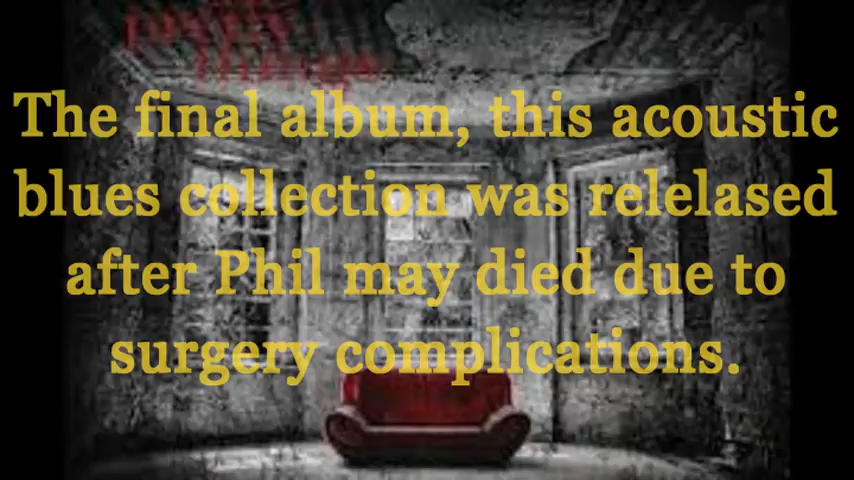 The final album, this acoustic
blues collection was relelased
after Phil may died due to
surgery complications.